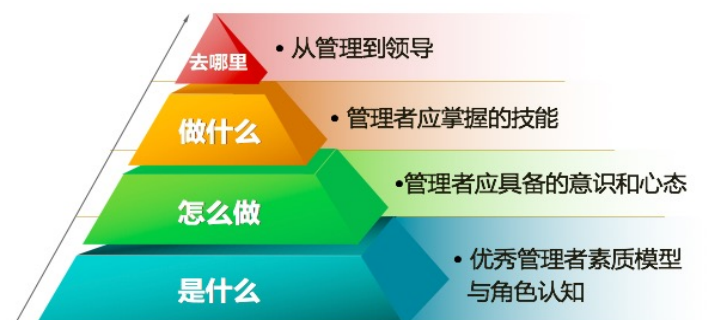 去哪里
• 从管理到领导
做什么
• 管理者应掌握的技能
怎么做
•管理者应具备的意识和心态
是什么
• 优秀管理者素质模型
与角色认知